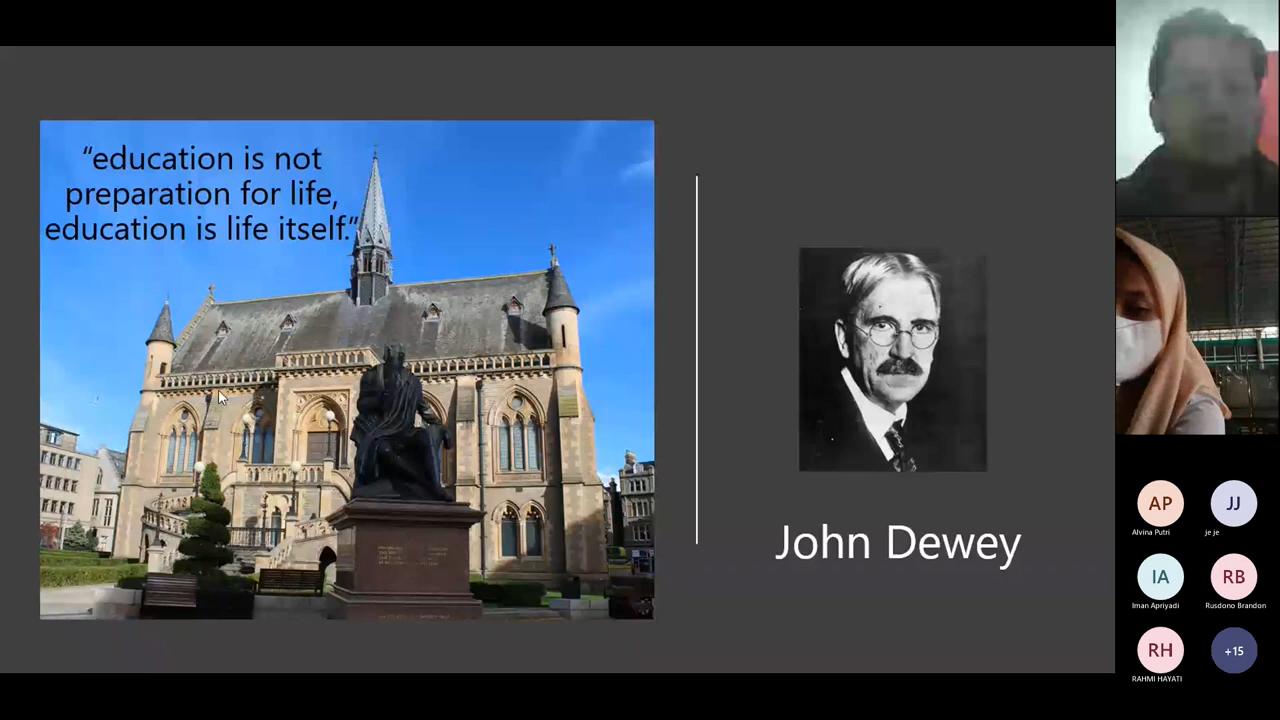 “education is not
preparation for life,
education is life itself.”
John Dewey
AP
JJ
Alvina Putri
je je
IA
RB
Iman Apriyadi
Rusdono Brandon
RH
+15
RAHMI HAYATI